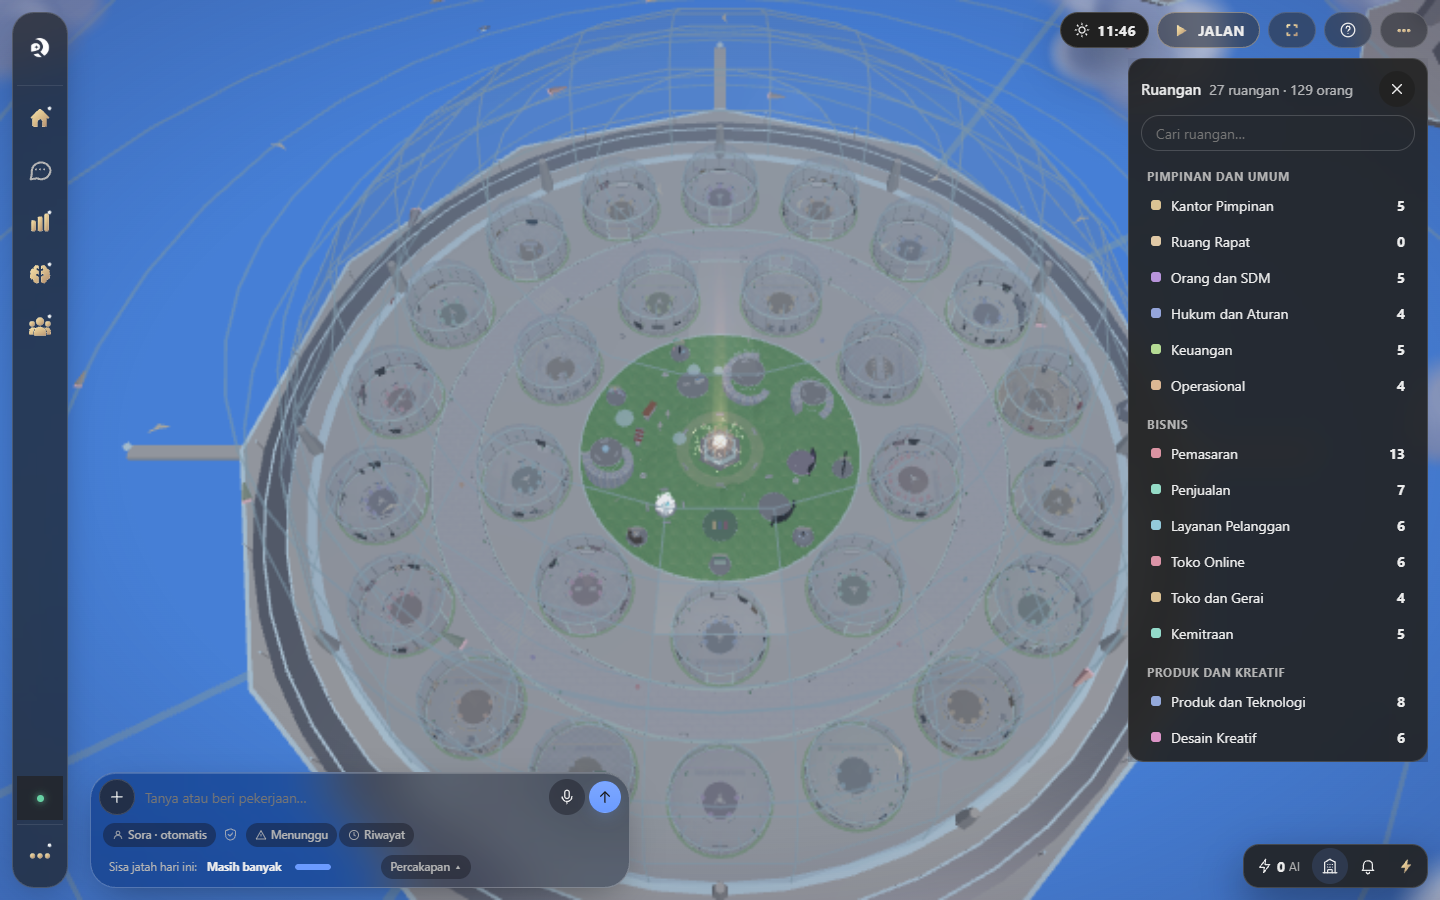 11:46
JALAN
Ruangan 27 ruangan · 129 orang
Cari ruangan...
PIMPINAN DAN UMUM
Kantor Pimpinan 5
Ruang Rapat 0
Orang dan SDM 5
Hukum dan Aturan 4
Keuangan 5
Operasional 4
BISNIS
Pemasaran 13
Penjualan 7
Layanan Pelanggan 6
Toko Online 6
Toko dan Gerai 4
Kemitraan 5
PRODUK DAN KREATIF
Produk dan Teknologi 8
Desain Kreatif 6
Tanya atau beri pekerjaan...
Sora · otomatis Menunggu Riwayat
Sisa jatah hari ini: Masih banyak Percakapan
0 AI